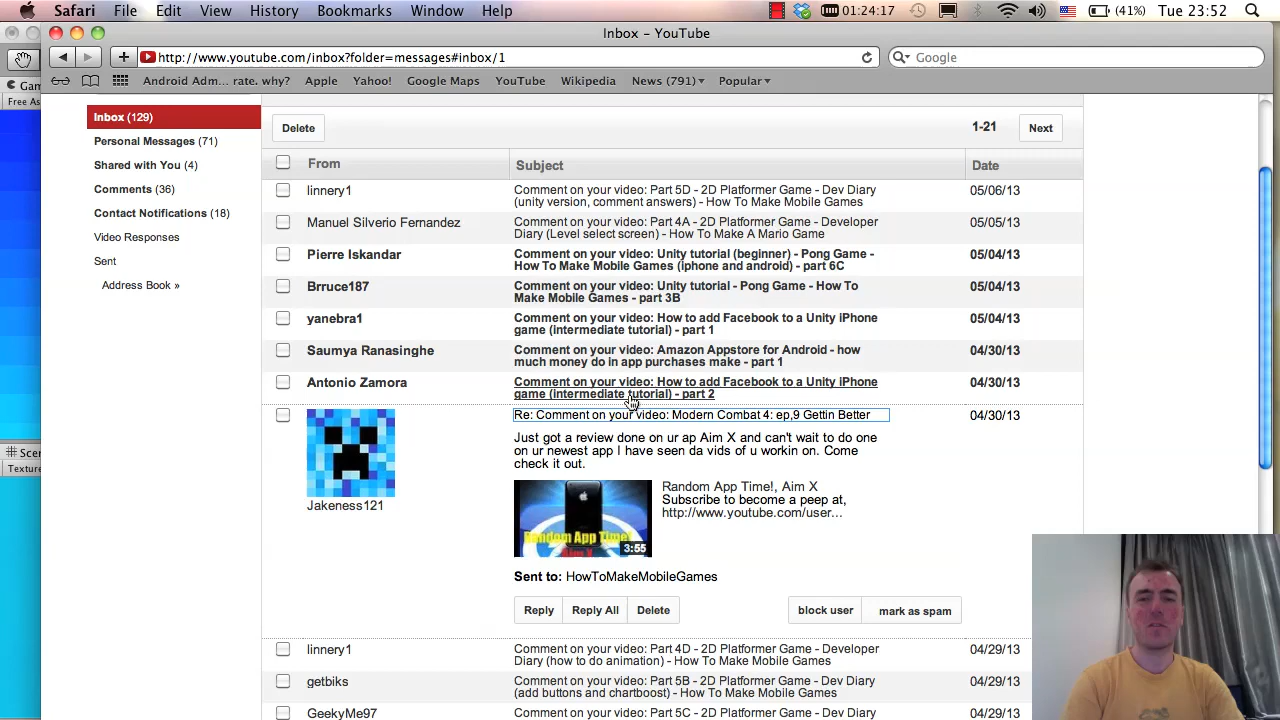 Safari File Edit View History Bookmarks Window Help 01:24:17 (41%) Tue 23:52
Inbox – YouTube
http://www.youtube.com/inbox?folder=messages#inbox/1
Google
Android Adm... rate. why? Apple Yahoo! Google Maps YouTube Wikipedia News (791) Popular
Gam
Free As
Scen
Texture
Inbox (129)
Personal Messages (71)
Shared with You (4)
Comments (36)
Contact Notifications (18)
Video Responses
Sent
Address Book »
Delete 1-21 Next
From Subject Date
linnery1 Comment on your video: Part 5D - 2D Platformer Game - Dev Diary 05/06/13
(unity version, comment answers) - How To Make Mobile Games
Manuel Silverio Fernandez Comment on your video: Part 4A - 2D Platformer Game - Developer 05/05/13
Diary (Level select screen) - How To Make A Mario Game
Pierre Iskandar Comment on your video: Unity tutorial (beginner) - Pong Game - 05/04/13
How To Make Mobile Games (iphone and android) - part 6C
Brruce187 Comment on your video: Unity tutorial - Pong Game - How To 05/04/13
Make Mobile Games - part 3B
yanebra1 Comment on your video: How to add Facebook to a Unity iPhone 05/04/13
game (intermediate tutorial) - part 1
Saumya Ranasinghe Comment on your video: Amazon Appstore for Android - how 04/30/13
much money do in app purchases make - part 1
Antonio Zamora Comment on your video: How to add Facebook to a Unity iPhone 04/30/13
game (intermediate tutorial) - part 2
Re: Comment on your video: Modern Combat 4: ep,9 Gettin Better 04/30/13
Just got a review done on ur ap Aim X and can't wait to do one
on ur newest app I have seen da vids of u workin on. Come
check it out.
Jakeness121
Random App Time!
Aim X
3:55
Random App Time!, Aim X
Subscribe to become a peep at,
http://www.youtube.com/user...
Sent to: HowToMakeMobileGames
Reply Reply All Delete block user mark as spam
linnery1 Comment on your video: Part 4D - 2D Platformer Game - Developer 04/29/13
Diary (how to do animation) - How To Make Mobile Games
getbiks Comment on your video: Part 5B - 2D Platformer Game - Dev Diary 04/29/13
(add buttons and chartboost) - How To Make Mobile Games
GeekyMe97 Comment on your video: Part 5C - 2D Platformer Game - Dev Diary 04/29/13